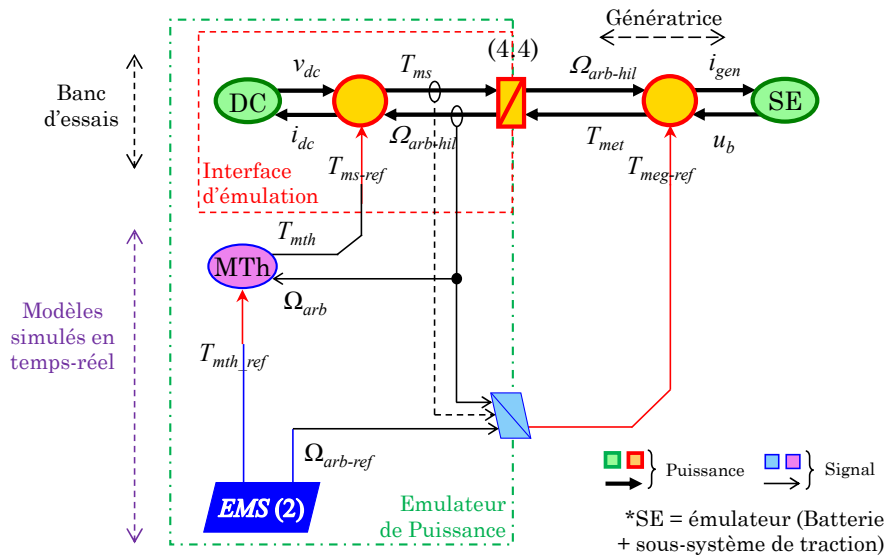 Génératrice
(4.4)
v_dc
T_ms
Ω_arb-hil
i_gen
Banc
d'essais
DC
SE
i_dc
Ω_arb-hil
T_met
u_b
Interface
d'émulation
T_ms-ref
T_meg-ref
T_mth
MTh
Ω_arb
Modèles
simulés en
temps-réel
T_mth_ref
Ω_arb-ref
EMS (2)
Emulateur
de Puissance
Puissance
Signal
*SE = émulateur (Batterie
+ sous-système de traction)